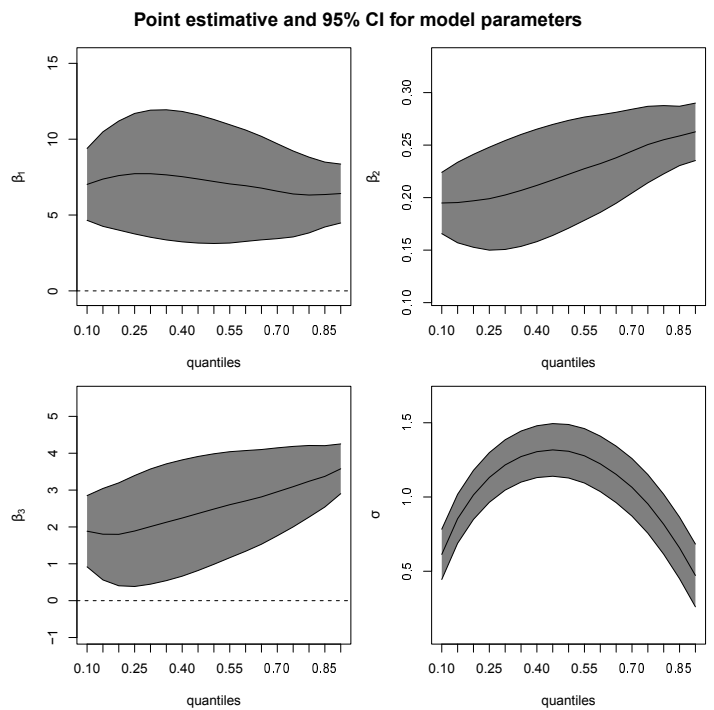 Point estimative and 95% CI for model parameters
β₁
15
10
5
0
0.10 0.25 0.40 0.55 0.70 0.85
quantiles
β₂
0.30
0.25
0.20
0.15
0.10
0.10 0.25 0.40 0.55 0.70 0.85
quantiles
β₃
5
4
3
2
1
0
−1
0.10 0.25 0.40 0.55 0.70 0.85
quantiles
σ
1.5
1.0
0.5
0.10 0.25 0.40 0.55 0.70 0.85
quantiles